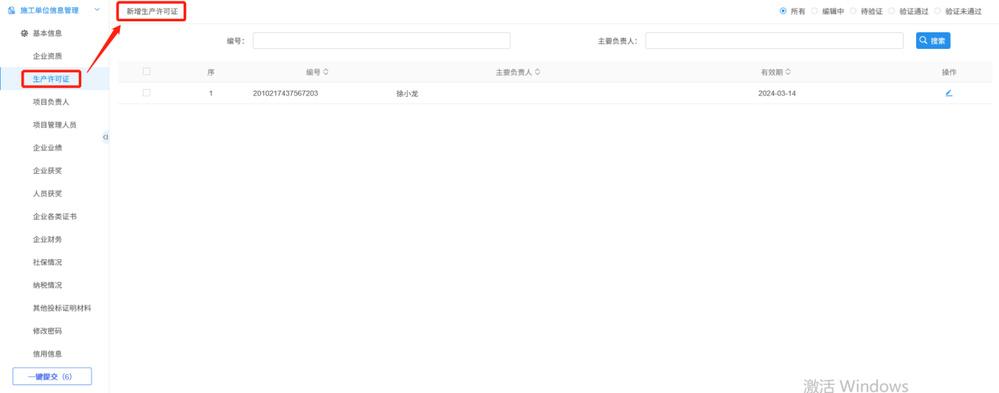 施工单位信息管理
新增生产许可证
所有 编辑中 待验证 验证通过 验证未通过
基本信息
企业资质
生产许可证
项目负责人
项目管理人员
企业业绩
企业获奖
人员获奖
企业各类证书
企业财务
社保情况
纳税情况
其他投标证明材料
修改密码
信用信息
一键提交（6）
编号： 主要负责人： 搜索
序 编号 主要负责人 有效期 操作
1 2010217437567203 徐小龙 2024-03-14
激活 Windows